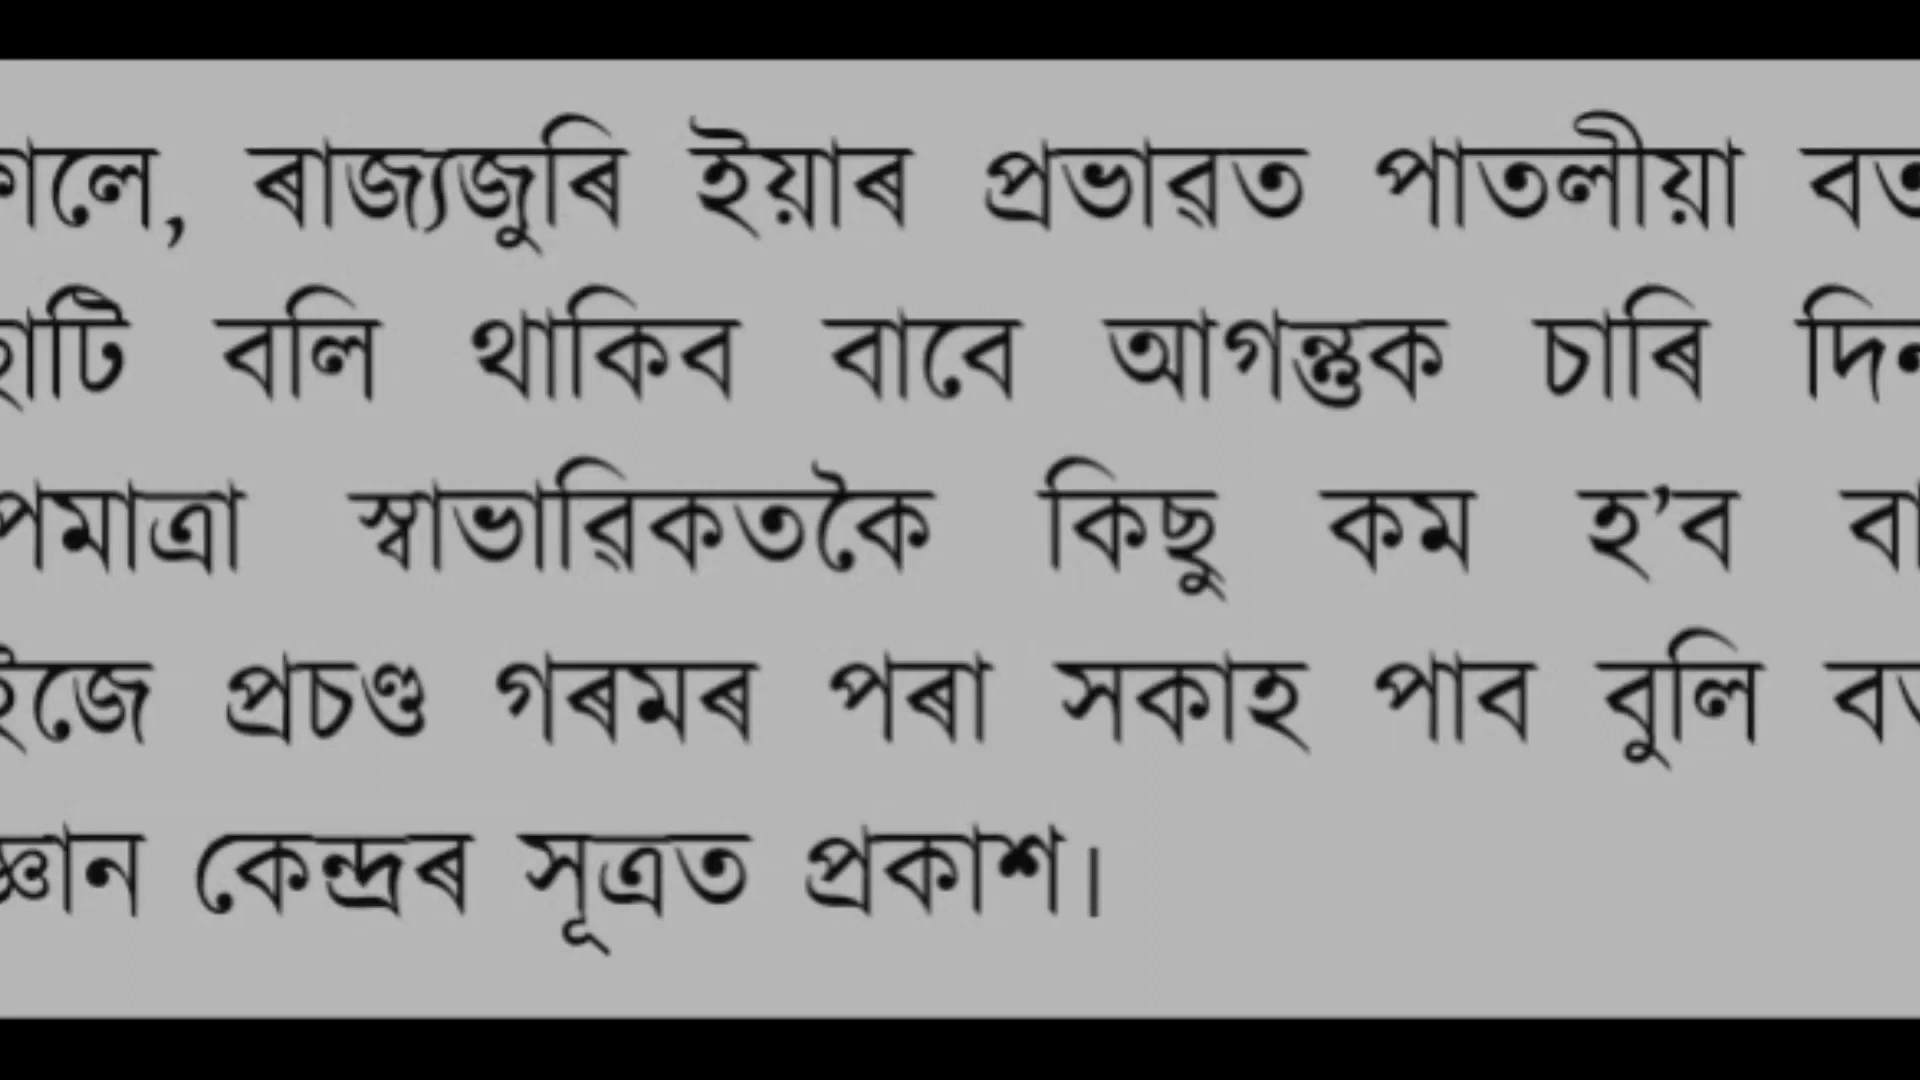 ৰাজ্যজুৰি ইয়াৰ প্ৰভাৱত পাতলীয়া
বলি থাকিব বাবে আগন্তুক চাৰি
স্বাভাৱিকতকৈ কিছু কম হ’ব
প্ৰচণ্ড গৰমৰ পৰা সকাহ পাব বুলি
কেন্দ্ৰৰ সূত্ৰত প্ৰকাশ।